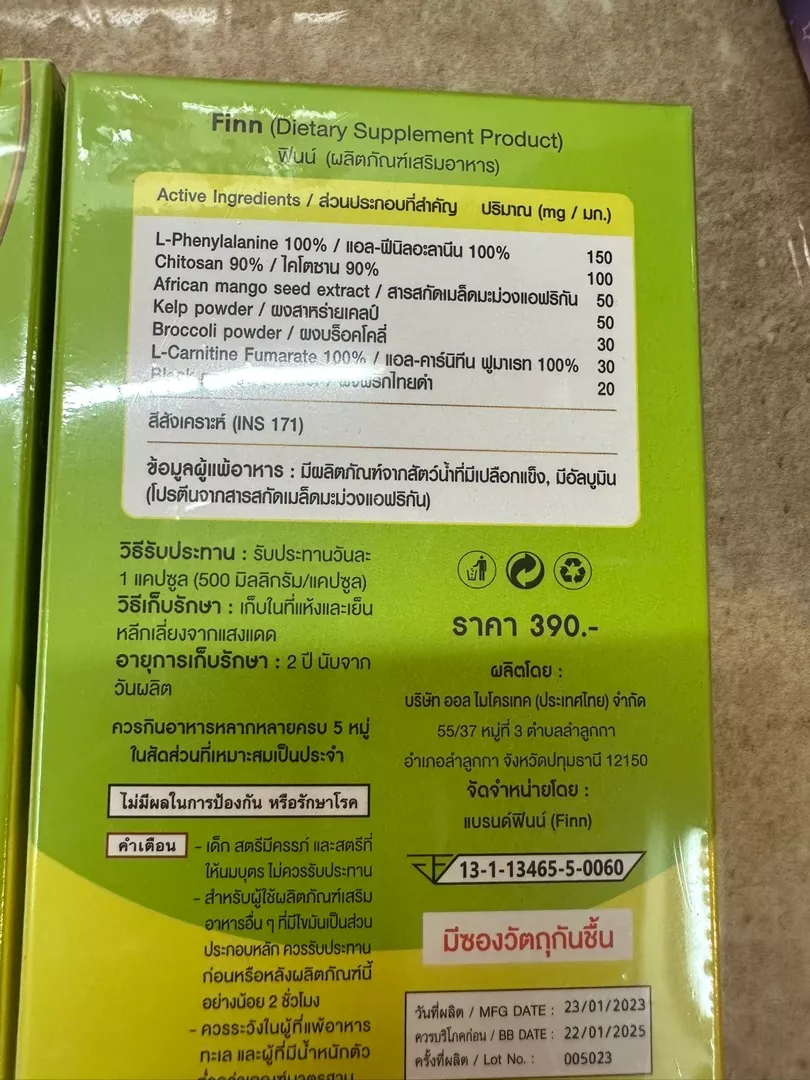 Finn (Dietary Supplement Product)
ฟินน์ (ผลิตภัณฑ์เสริมอาหาร)
Active Ingredients / ส่วนประกอบที่สำคัญ ปริมาณ (mg / มก.)
L-Phenylalanine 100% / แอล-ฟีนิลอะลานีน 100% 150
Chitosan 90% / ไคโตซาน 90% 100
African mango seed extract / สารสกัดเมล็ดมะม่วงแอฟริกัน 50
Kelp powder / ผงสาหร่ายเคลป์ 50
Broccoli powder / ผงบร็อคโคลี่ 30
L-Carnitine Fumarate 100% / แอล-คาร์นิทีน ฟูมาเรท 100% 30
Black / ผงพริกไทยดำ 20
สีสังเคราะห์ (INS 171)
ข้อมูลผู้แพ้อาหาร : มีผลิตภัณฑ์จากสัตว์น้ำที่มีเปลือกแข็ง, มีอัลบูมิน
(โปรตีนจากสารสกัดเมล็ดมะม่วงแอฟริกัน)
วิธีรับประทาน : รับประทานวันละ
1 แคปซูล (500 มิลลิกรัม/แคปซูล)
วิธีเก็บรักษา : เก็บในที่แห้งและเย็น
หลีกเลี่ยงจากแสงแดด
อายุการเก็บรักษา : 2 ปี นับจาก
วันผลิต
ควรกินอาหารหลากหลายครบ 5 หมู่
ในสัดส่วนที่เหมาะสมเป็นประจำ
ไม่มีผลในการป้องกัน หรือรักษาโรค
คำเตือน - เด็ก สตรีมีครรภ์ และสตรีที่
ให้นมบุตร ไม่ควรรับประทาน
- สำหรับผู้ใช้ผลิตภัณฑ์เสริม
อาหารอื่น ๆ ที่มีไขมันเป็นส่วน
ประกอบหลัก ควรรับประทาน
ก่อนหรือหลังผลิตภัณฑ์นี้
อย่างน้อย 2 ชั่วโมง
- ควรระวังในผู้ที่แพ้อาหาร
ทะเล และผู้ที่มีน้ำหนักตัว
ต่ำกว่าเกณฑ์มาตรฐาน
ราคา 390.-
ผลิตโดย :
บริษัท ออล ไมโครเทค (ประเทศไทย) จำกัด
55/37 หมู่ที่ 3 ตำบลลำลูกกา
อำเภอลำลูกกา จังหวัดปทุมธานี 12150
จัดจำหน่ายโดย :
แบรนด์ฟินน์ (Finn)
13-1-13465-5-0060
มีซองวัตถุกันชื้น
วันที่ผลิต / MFG DATE : 23/01/2023
ควรบริโภคก่อน / BB DATE : 22/01/2025
ครั้งที่ผลิต / Lot No. : 005023